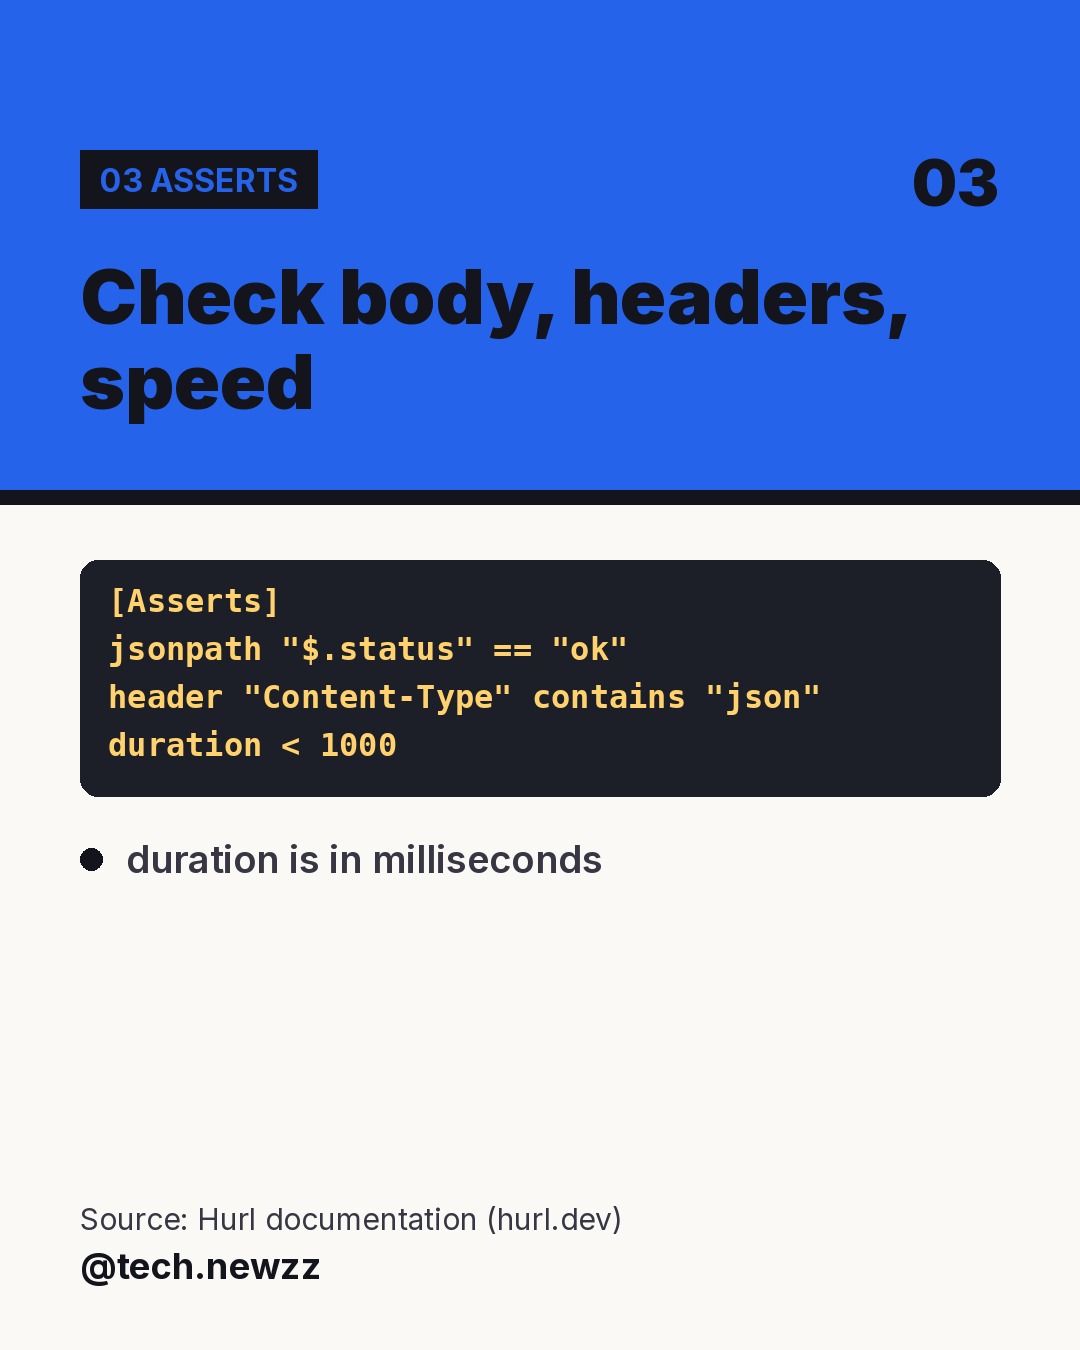 03 ASSERTS
03
Check body, headers,
speed
[Asserts]
jsonpath "$.status" == "ok"
header "Content-Type" contains "json"
duration < 1000
duration is in milliseconds
Source: Hurl documentation (hurl.dev)
@tech.newzz